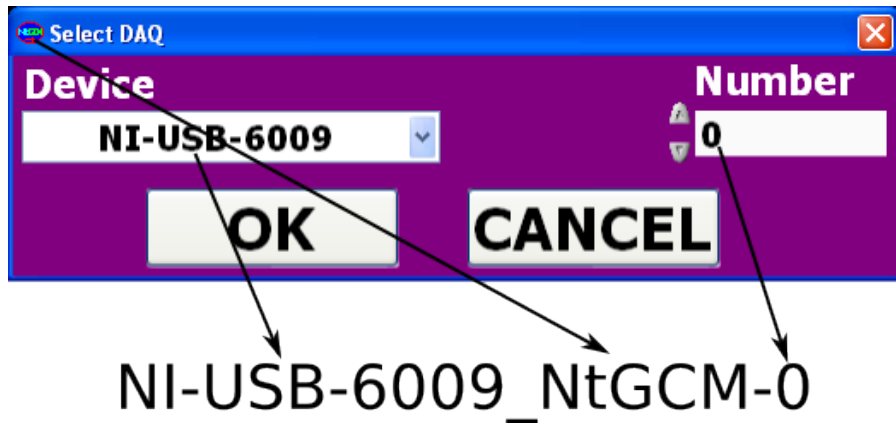 Select DAQ
Device Number
NI-USB-6009 0
OK CANCEL
NI-USB-6009_NtGCM-0